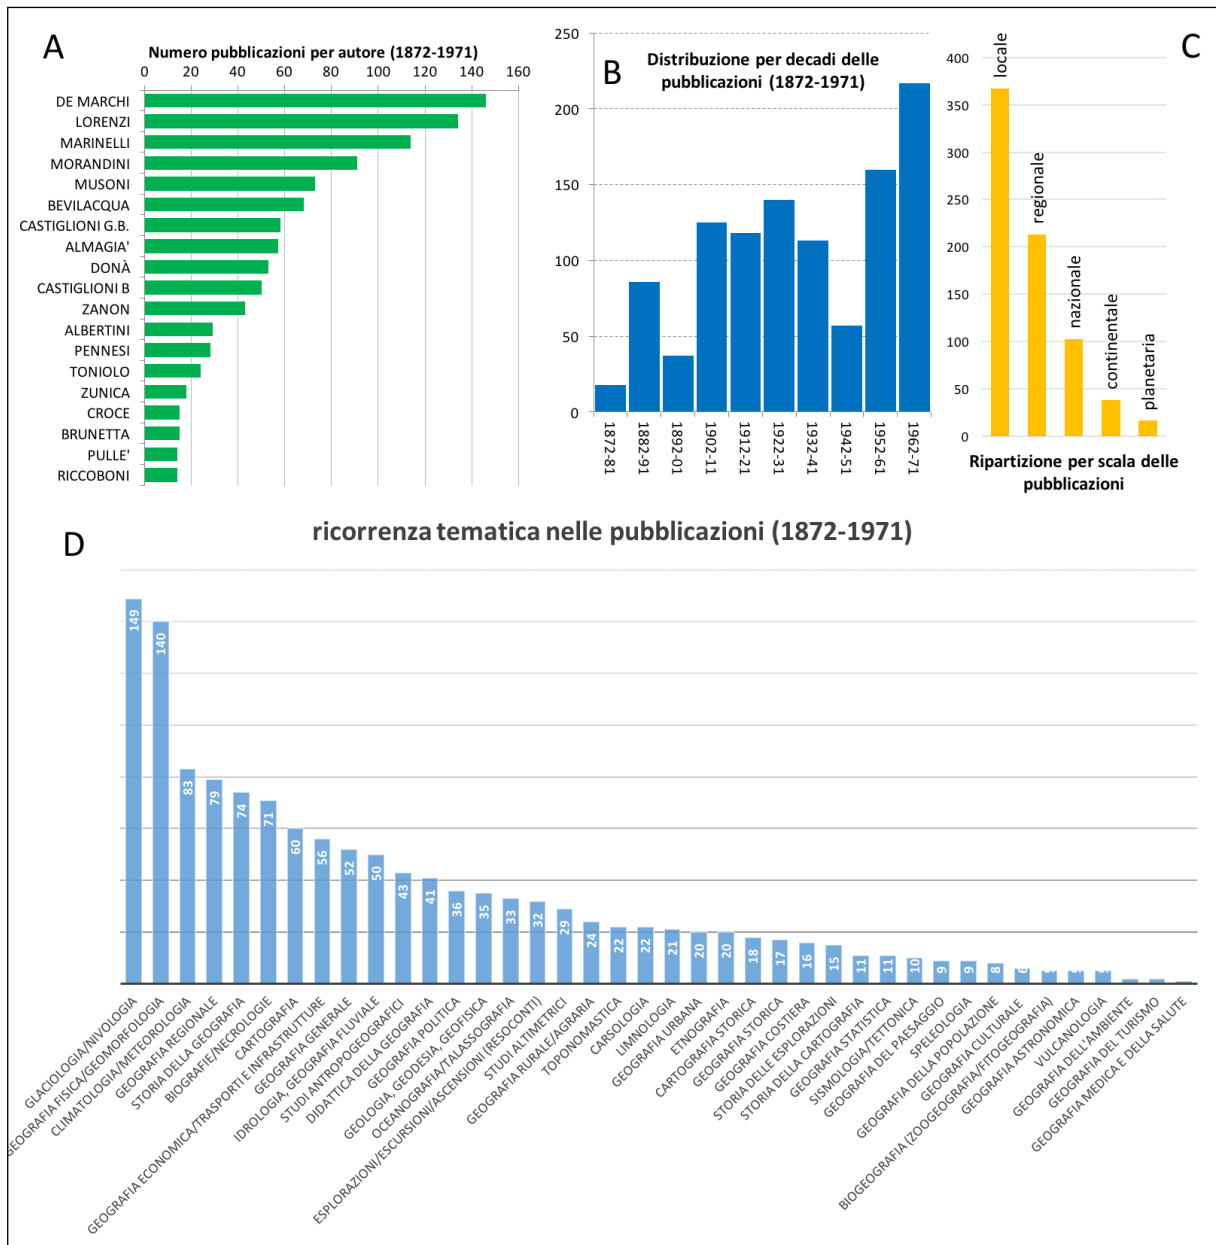 A
Numero pubblicazioni per autore (1872-1971)
0 20 40 60 80 100 120 140 160
DE MARCHI
LORENZI
MARINELLI
MORANDINI
MUSONI
BEVILACQUA
CASTIGLIONI G.B.
ALMAGIA'
DONÀ
CASTIGLIONI B
ZANON
ALBERTINI
PENNESI
TONIOLO
ZUNICA
CROCE
BRUNETTA
PULLE'
RICCOBONI
B
Distribuzione per decadi delle
pubblicazioni (1872-1971)
250
200
150
100
50
0
1872-81
1882-91
1892-01
1902-11
1912-21
1922-31
1932-41
1942-51
1952-61
1962-71
C
400
350
300
250
200
150
100
50
0
locale
regionale
nazionale
continentale
planetaria
Ripartizione per scala delle
pubblicazioni
D
ricorrenza tematica nelle pubblicazioni (1872-1971)
149
140
83
79
74
71
60
56
52
50
43
41
36
35
33
32
29
24
22
22
21
20
20
18
17
16
15
11
11
10
9
9
8
6
GLACIOLOGIA/NIVOLOGIA
GEOGRAFIA FISICA/GEOMORFOLOGIA
CLIMATOLOGIA/METEOROLOGIA
GEOGRAFIA REGIONALE
STORIA DELLA GEOGRAFIA
BIOGRAFIE/NECROLOGIE
CARTOGRAFIA
GEOGRAFIA ECONOMICA/TRASPORTI E INFRASTRUTTURE
GEOGRAFIA GENERALE
IDROLOGIA, GEOGRAFIA FLUVIALE
STUDI ANTROPOGEOGRAFICI
DIDATTICA DELLA GEOGRAFIA
GEOGRAFIA POLITICA
GEOLOGIA, GEODESIA, GEOFISICA
OCEANOGRAFIA/TALASSOGRAFIA
ESPLORAZIONI/ESCURSIONI/ASCENSIONI (RESOCONTI)
STUDI ALTIMETRICI
GEOGRAFIA RURALE/AGRARIA
TOPONOMASTICA
CARSOLOGIA
LIMNOLOGIA
GEOGRAFIA URBANA
ETNOGRAFIA
CARTOGRAFIA STORICA
GEOGRAFIA STORICA
GEOGRAFIA COSTIERA
STORIA DELLE ESPLORAZIONI
STORIA DELLA CARTOGRAFIA
GEOGRAFIA STATISTICA
SISMOLOGIA/TETTONICA
GEOGRAFIA DEL PAESAGGIO
SPELEOLOGIA
GEOGRAFIA DELLA POPOLAZIONE
GEOGRAFIA CULTURALE
BIOGEOGRAFIA (ZOOGEOGRAFIA/FITOGEOGRAFIA)
GEOGRAFIA ASTRONOMICA
VULCANOLOGIA
GEOGRAFIA DELL'AMBIENTE
GEOGRAFIA DEL TURISMO
GEOGRAFIA MEDICA E DELLA SALUTE